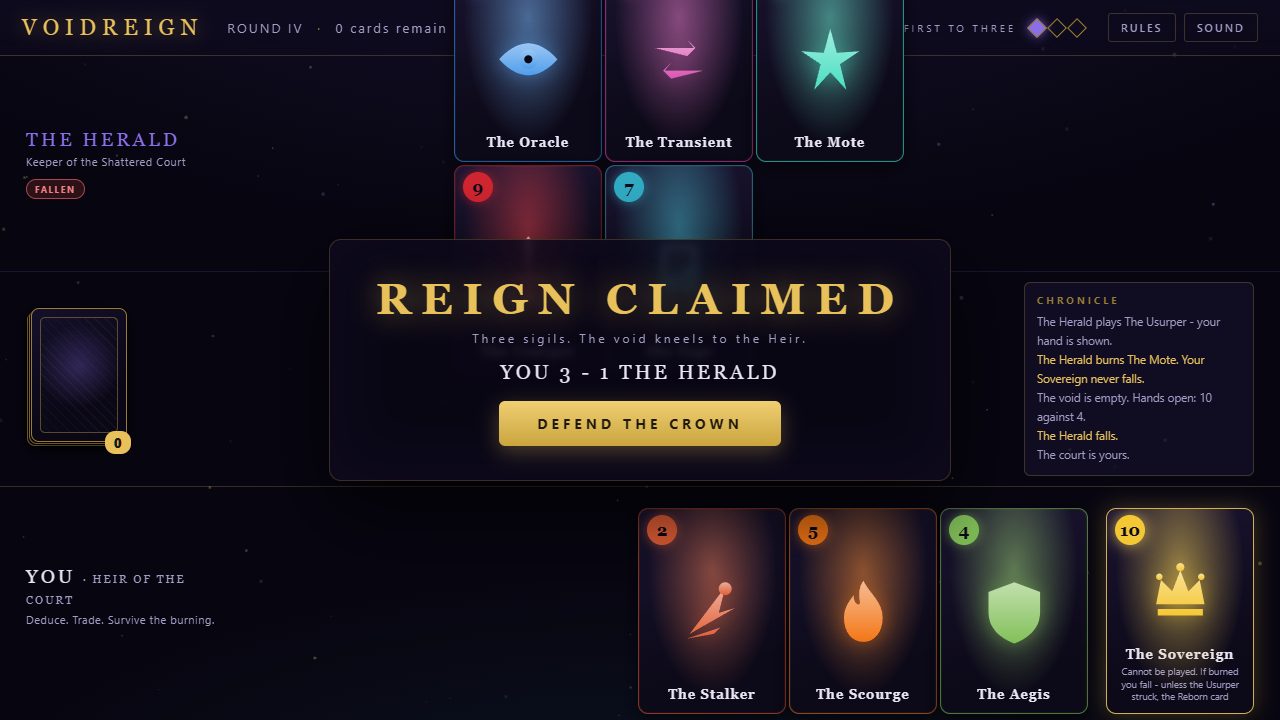 VOIDREIGN
ROUND IV · 0 cards remain
FIRST TO THREE
RULES
SOUND
The Oracle
The Transient
The Mote
THE HERALD
Keeper of the Shattered Court
FALLEN
9
7
REIGN CLAIMED
Three sigils. The void kneels to the Heir.
YOU 3 - 1 THE HERALD
DEFEND THE CROWN
0
CHRONICLE
The Herald plays The Usurper - your
hand is shown.
The Herald burns The Mote. Your
Sovereign never falls.
The void is empty. Hands open: 10
against 4.
The Herald falls.
The court is yours.
YOU · HEIR OF THE
COURT
Deduce. Trade. Survive the burning.
2
The Stalker
5
The Scourge
4
The Aegis
10
The Sovereign
Cannot be played. If burned
you fall - unless the Usurper
struck, the Reborn card